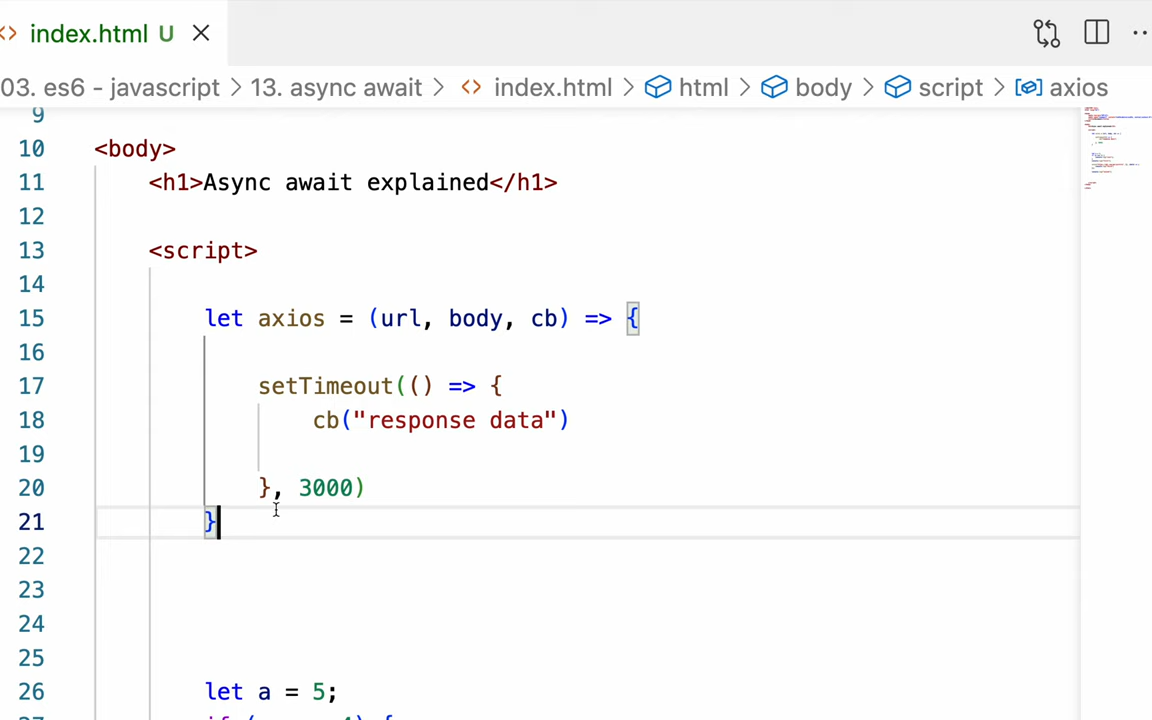 index.html U
03. es6 - javascript > 13. async await > index.html > html > body > script > axios
9
10 <body>
11 <h1>Async await explained</h1>
12
13 <script>
14
15 let axios = (url, body, cb) => {
16
17 setTimeout(() => {
18 cb("response data")
19
20 }, 3000)
21 }
22
23
24
25
26 let a = 5;